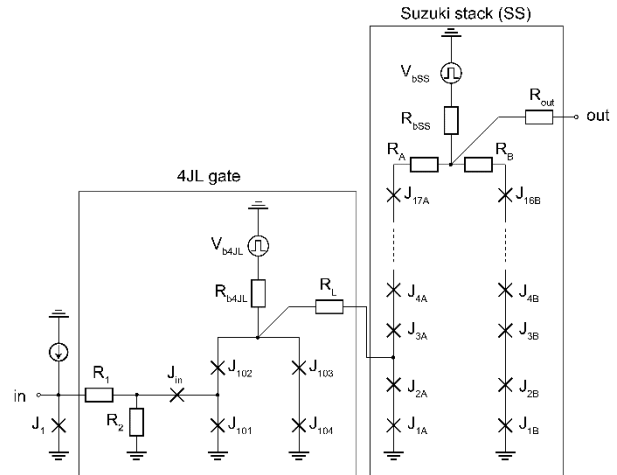 Suzuki stack (SS)
V_bSS
R_bSS
R_out
out
R_A
R_B
J_17A
J_16B
4JL gate
V_b4JL
R_b4JL
R_L
J_4A
J_4B
J_3A
J_3B
J_102
J_103
R_1
J_in
in
J_1
R_2
J_101
J_104
J_2A
J_2B
J_1A
J_1B